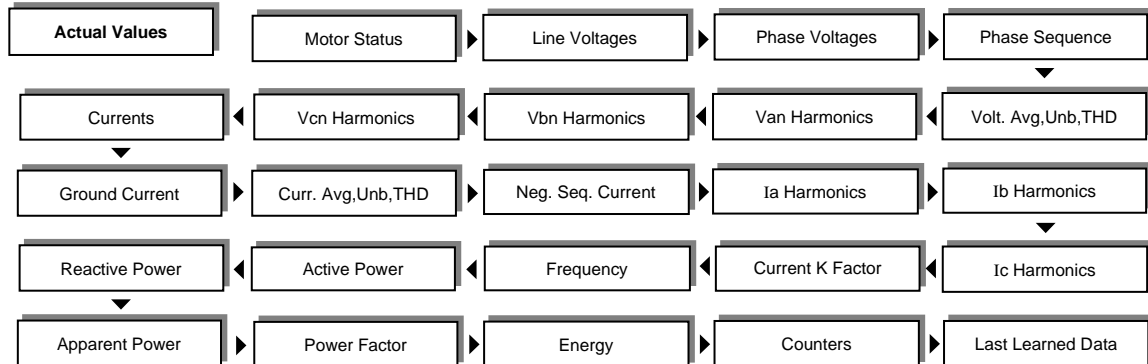 Actual Values
Motor Status
Line Voltages
Phase Voltages
Phase Sequence
Volt. Avg,Unb,THD
Van Harmonics
Vbn Harmonics
Vcn Harmonics
Currents
Ground Current
Curr. Avg,Unb,THD
Neg. Seq. Current
Ia Harmonics
Ib Harmonics
Ic Harmonics
Current K Factor
Frequency
Active Power
Reactive Power
Apparent Power
Power Factor
Energy
Counters
Last Learned Data